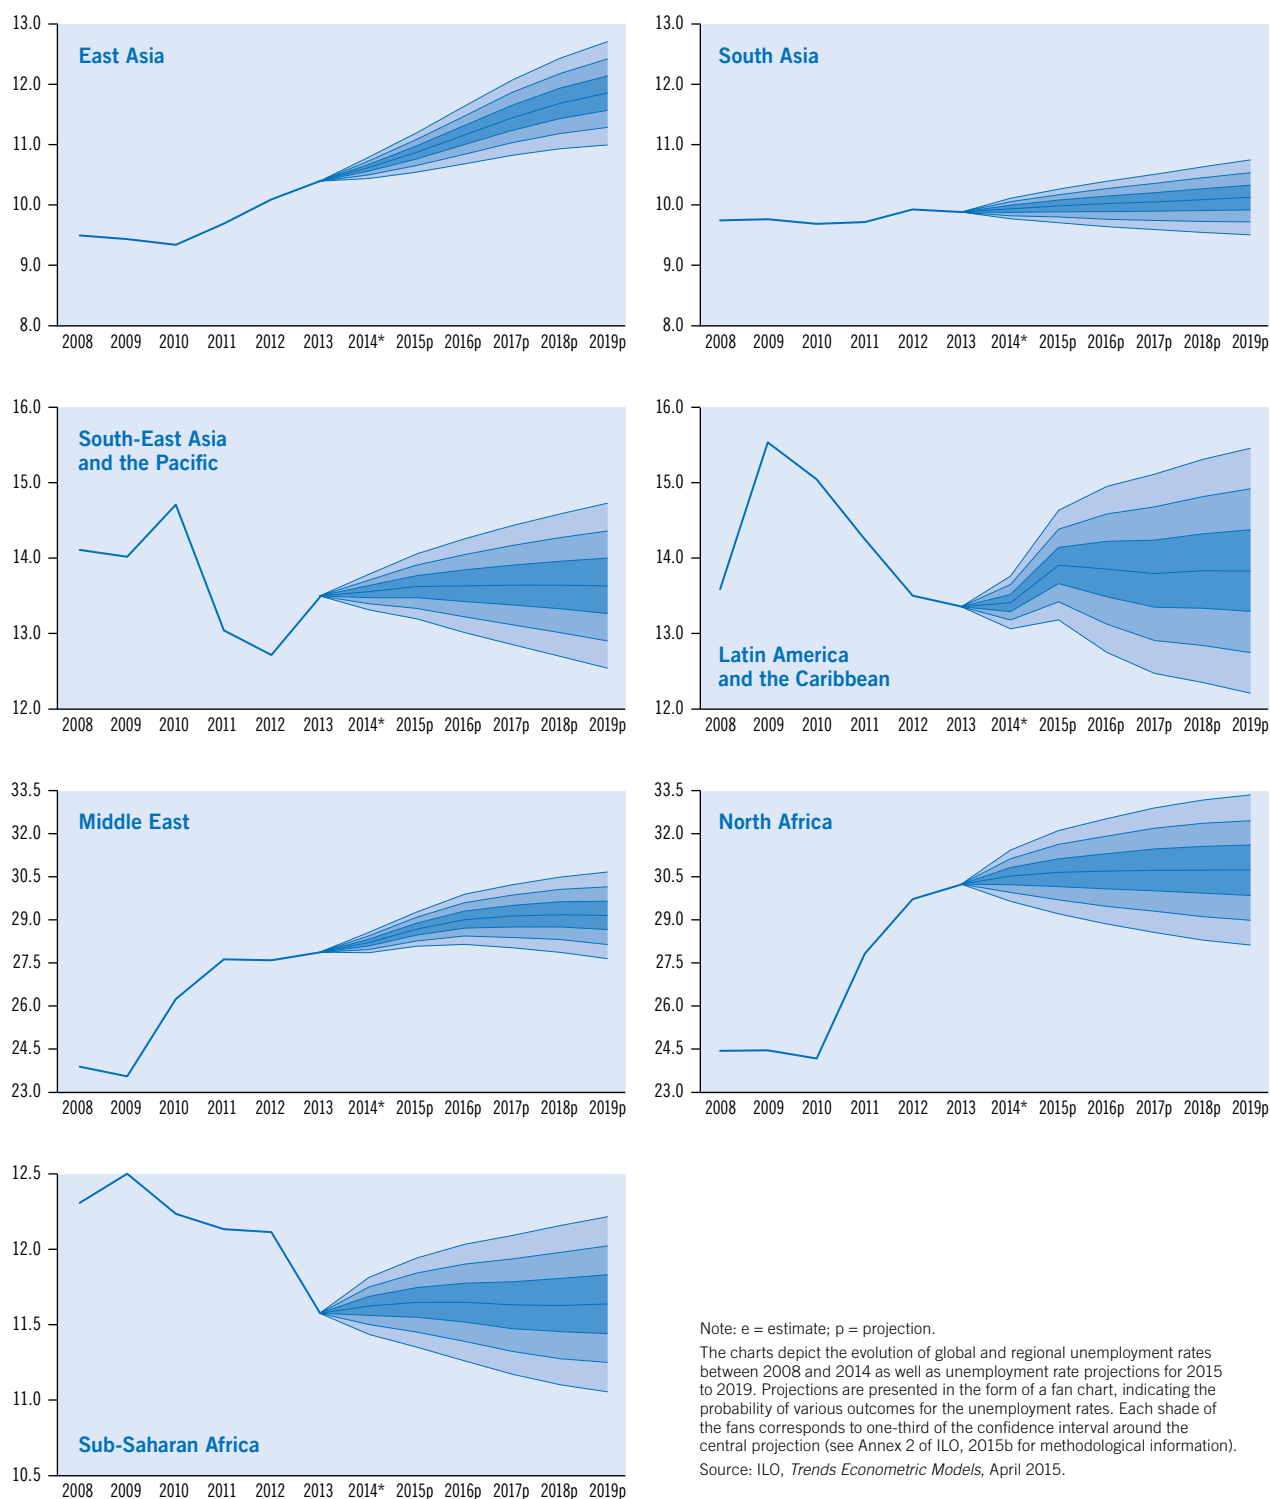 13.0
12.0
11.0
10.0
9.0
8.0
East Asia
2008 2009 2010 2011 2012 2013 2014* 2015p 2016p 2017p 2018p 2019p
13.0
12.0
11.0
10.0
9.0
8.0
South Asia
2008 2009 2010 2011 2012 2013 2014* 2015p 2016p 2017p 2018p 2019p
16.0
15.0
14.0
13.0
12.0
South-East Asia
and the Pacific
2008 2009 2010 2011 2012 2013 2014* 2015p 2016p 2017p 2018p 2019p
16.0
15.0
14.0
13.0
12.0
Latin America
and the Caribbean
2008 2009 2010 2011 2012 2013 2014* 2015p 2016p 2017p 2018p 2019p
33.5
32.0
30.5
29.0
27.5
26.0
24.5
23.0
Middle East
2008 2009 2010 2011 2012 2013 2014* 2015p 2016p 2017p 2018p 2019p
33.5
32.0
30.5
29.0
27.5
26.0
24.5
23.0
North Africa
2008 2009 2010 2011 2012 2013 2014* 2015p 2016p 2017p 2018p 2019p
12.5
12.0
11.5
11.0
10.5
Sub-Saharan Africa
2008 2009 2010 2011 2012 2013 2014* 2015p 2016p 2017p 2018p 2019p
Note: e = estimate; p = projection.
The charts depict the evolution of global and regional unemployment rates
between 2008 and 2014 as well as unemployment rate projections for 2015
to 2019. Projections are presented in the form of a fan chart, indicating the
probability of various outcomes for the unemployment rates. Each shade of
the fans corresponds to one-third of the confidence interval around the
central projection (see Annex 2 of ILO, 2015b for methodological information).
Source: ILO, Trends Econometric Models, April 2015.